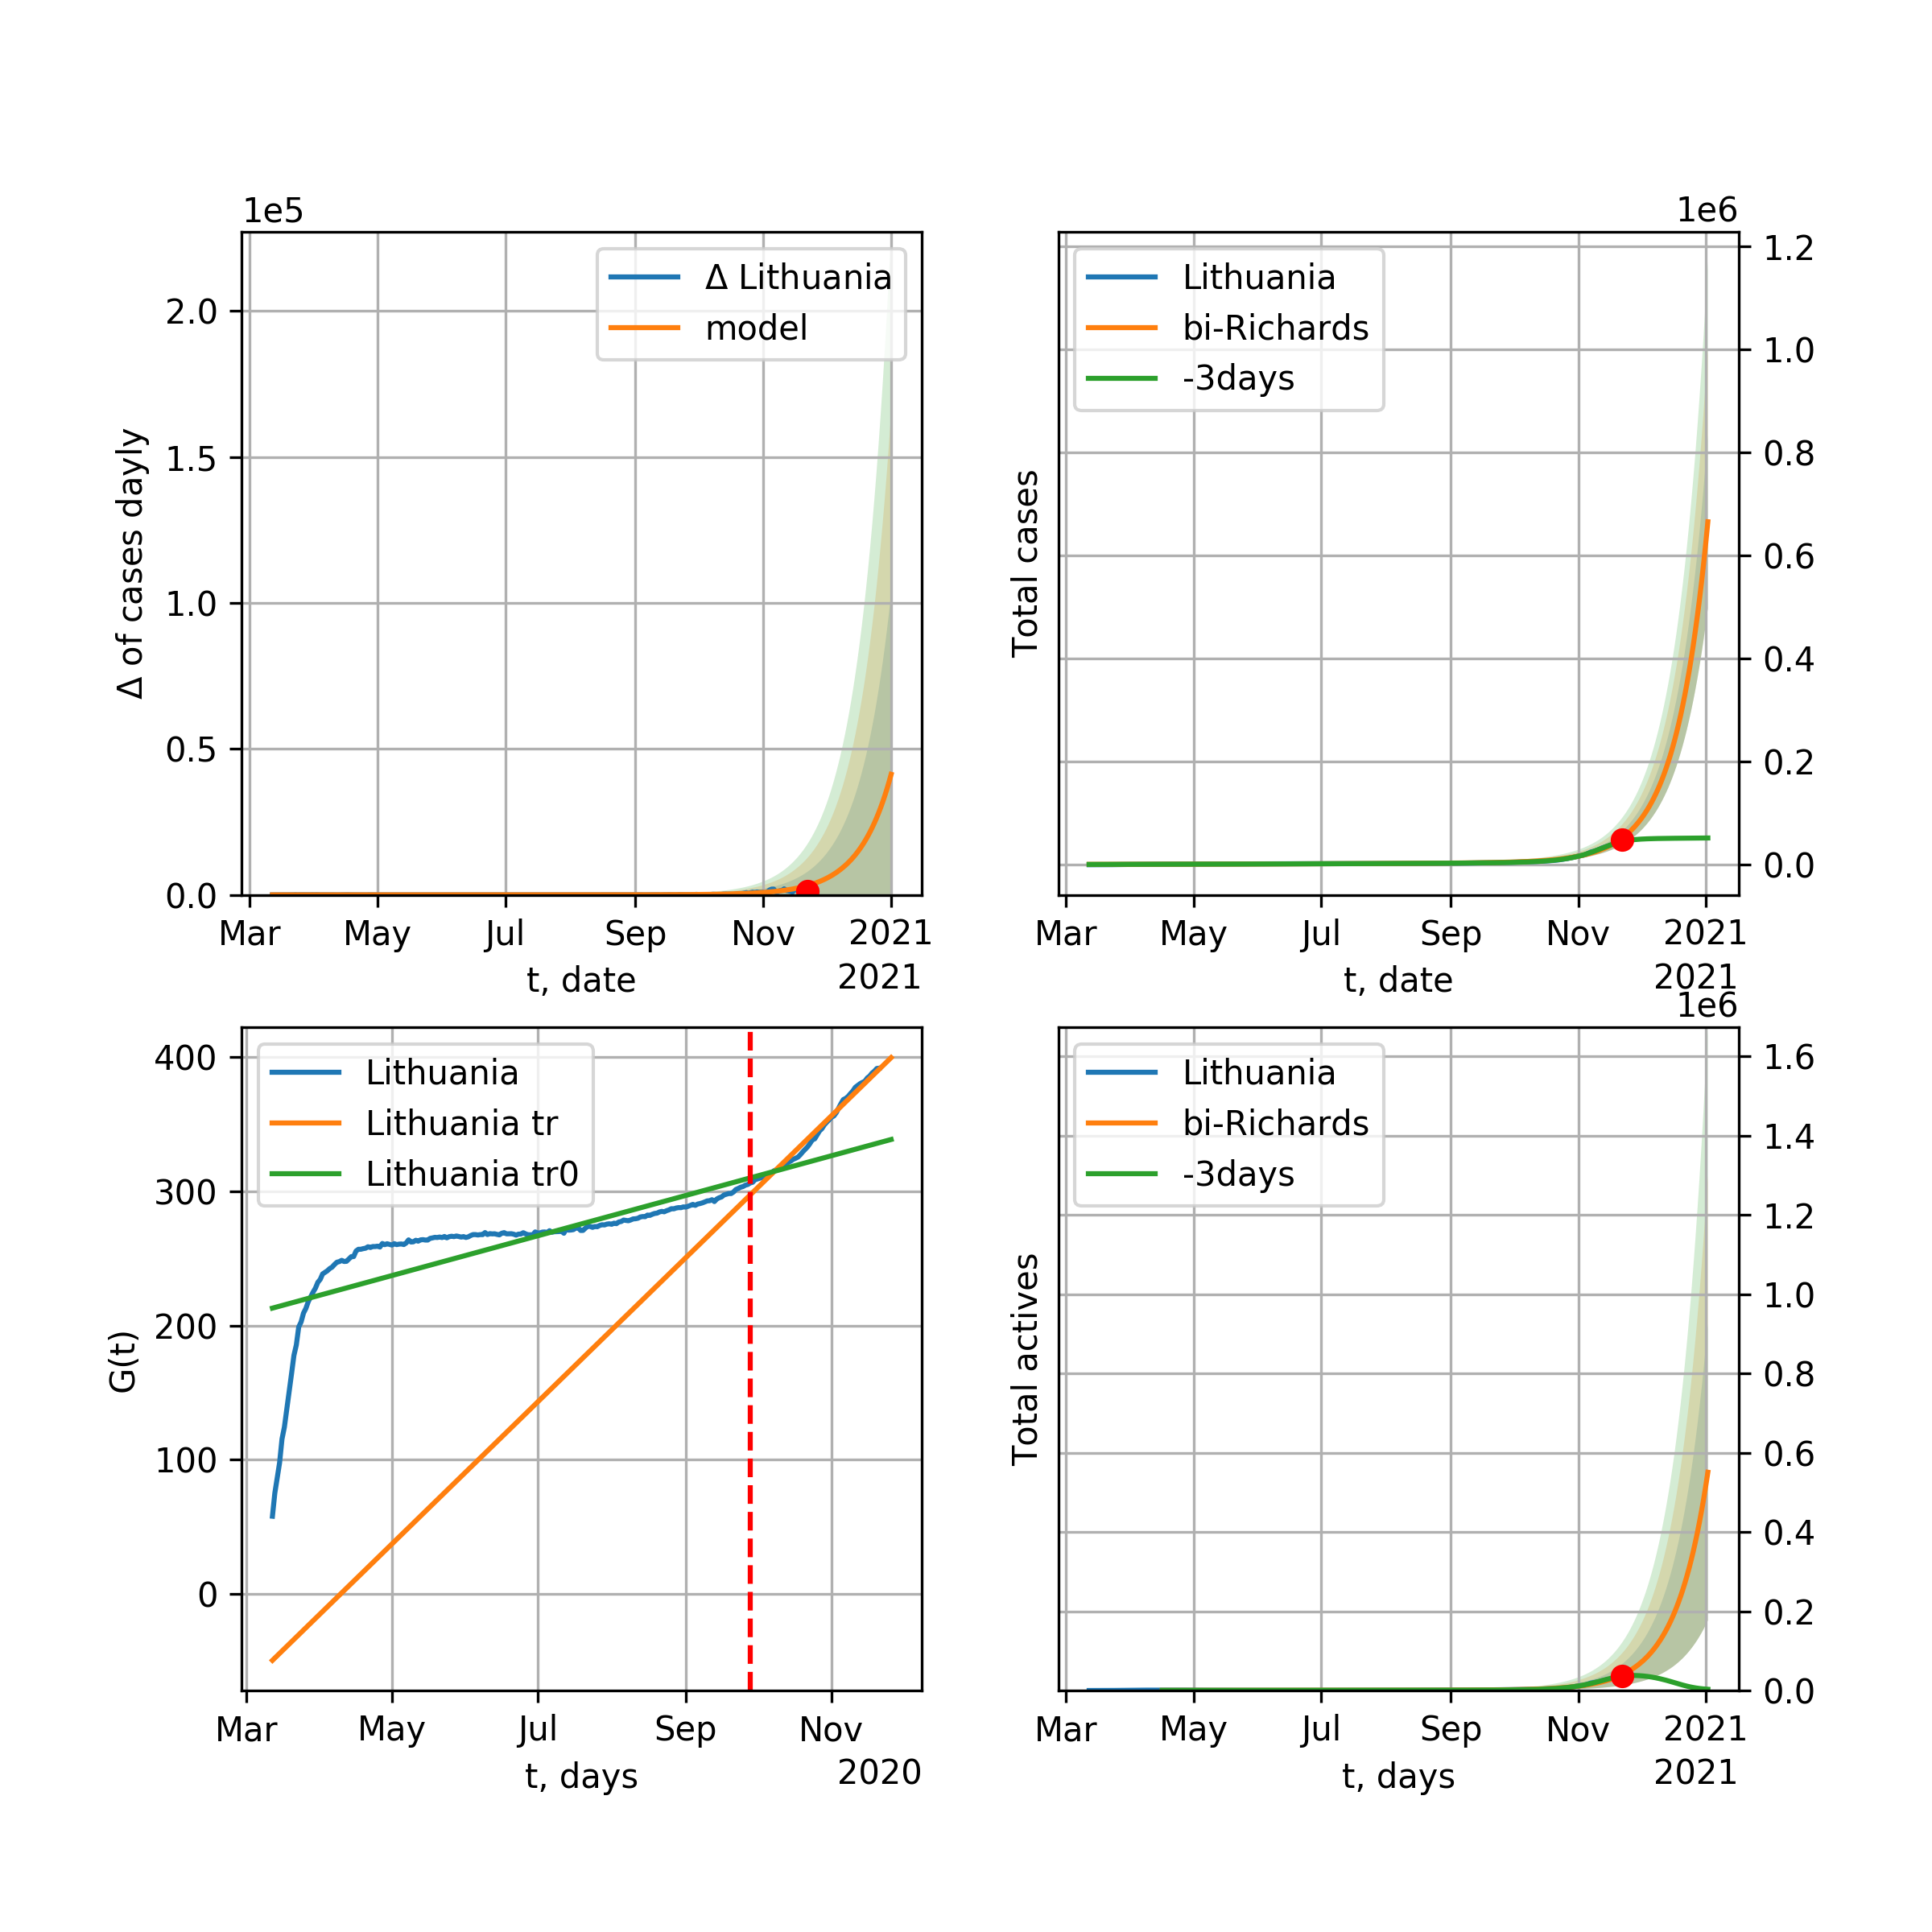 1e5
Δ of cases dayly
2.0
1.5
1.0
0.5
0.0
Δ Lithuania
model
Mar May Jul Sep Nov 2021
t, date
2021
1e6
Total cases
Lithuania
bi-Richards
-3days
1.2
1.0
0.8
0.6
0.4
0.2
0.0
Mar May Jul Sep Nov 2021
t, date
2021
G(t)
400
300
200
100
0
Lithuania
Lithuania tr
Lithuania tr0
Mar May Jul Sep Nov
t, days
2020
1e6
Total actives
Lithuania
bi-Richards
-3days
1.6
1.4
1.2
1.0
0.8
0.6
0.4
0.2
0.0
Mar May Jul Sep Nov 2021
t, days
2021